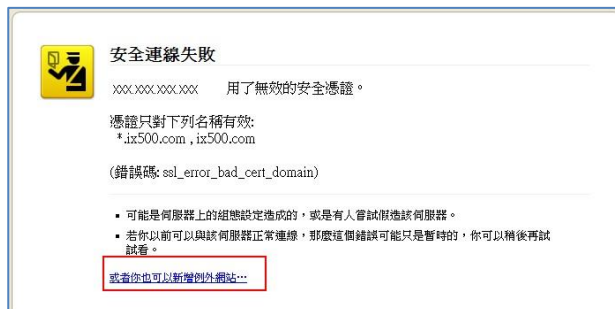 安全連線失敗
xxx.xxx.xxx.xxx 用了無效的安全憑證。
憑證只對下列名稱有效:
*.ix500.com , ix500.com
(錯誤碼: ssl_error_bad_cert_domain)
▪ 可能是伺服器上的組態設定造成的，或是有人嘗試假造該伺服器。
▪ 若你以前可以與該伺服器正常連線，那麼這個錯誤可能只是暫時的，你可以稍後再試
試看。
或者你也可以新增例外網站…